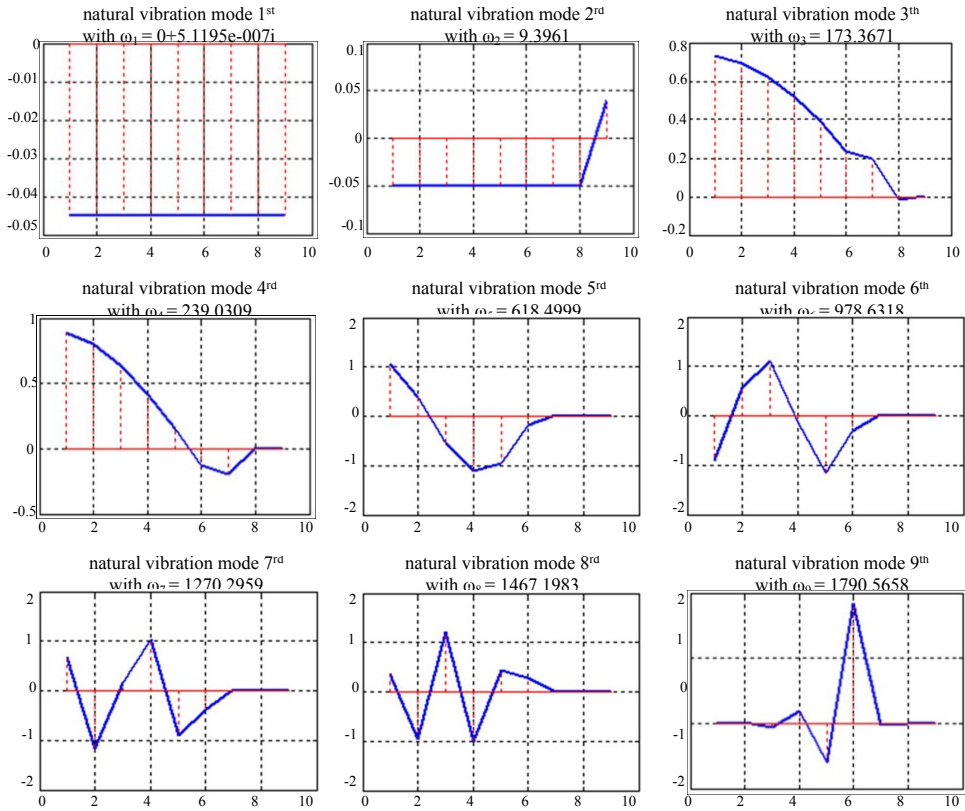 natural vibration mode 1st
with ω1 = 0+5.1195e-007i
0
-0.01
-0.02
-0.03
-0.04
-0.05
0 2 4 6 8 10
natural vibration mode 2rd
with ω2 = 9.3961
0.1
0.05
0
-0.05
-0.1
0 2 4 6 8 10
natural vibration mode 3th
with ω3 = 173.3671
0.8
0.6
0.4
0.2
0
-0.2
0 2 4 6 8 10
natural vibration mode 4rd
with ω4 = 239.0309
1
0.5
0
-0.5
0 2 4 6 8 10
natural vibration mode 5rd
with ω5 = 618.4999
2
1
0
-1
-2
0 2 4 6 8 10
natural vibration mode 6th
with ω6 = 978.6318
2
1
0
-1
-2
0 2 4 6 8 10
natural vibration mode 7rd
with ω7 = 1270.2959
2
1
0
-1
-2
0 2 4 6 8 10
natural vibration mode 8rd
with ω8 = 1467.1983
2
1
0
-1
-2
0 2 4 6 8 10
natural vibration mode 9th
with ω9 = 1790.5658
2
1
0
-1
-2
0 2 4 6 8 10